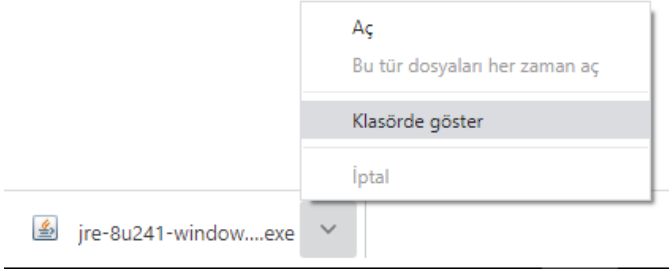 Aç
Bu tür dosyaları her zaman aç
Klasörde göster
İptal
jre-8u241-window....exe